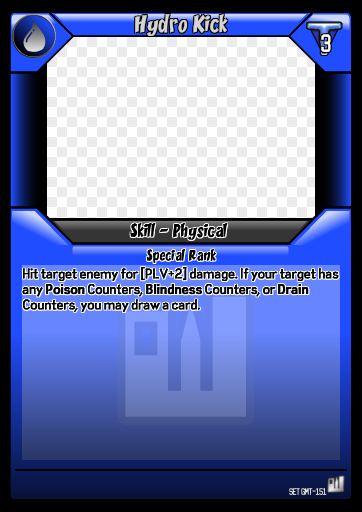 Hydro Kick
3
Skill - Physical
Special Rank
Hit target enemy for [PLV+2] damage. If your target has
any Poison Counters, Blindness Counters, or Drain
Counters, you may draw a card.
SET GMT-151